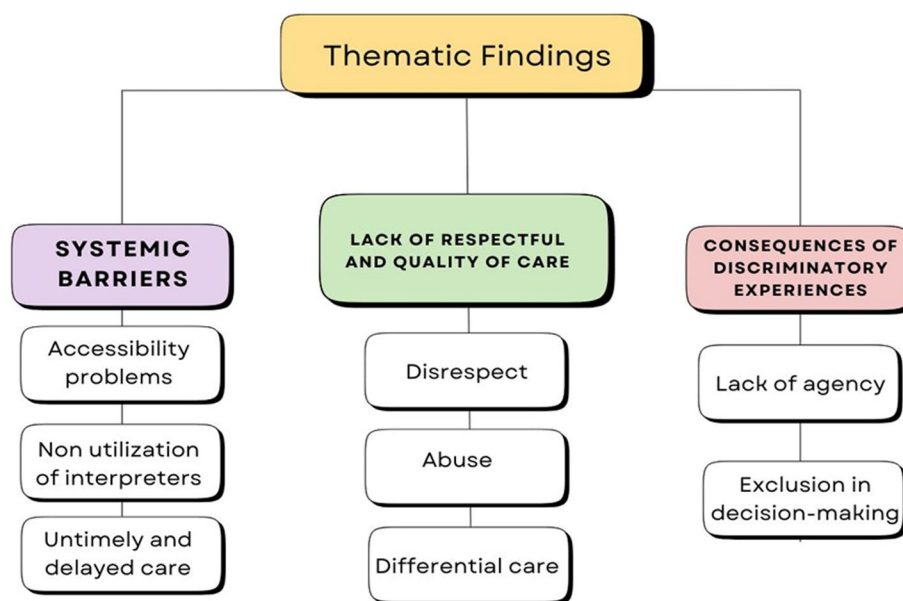 Thematic Findings
SYSTEMIC
BARRIERS
Accessibility
problems
Non utilization
of interpreters
Untimely and
delayed care
LACK OF RESPECTFUL
AND QUALITY OF CARE
Disrespect
Abuse
Differential care
CONSEQUENCES OF
DISCRIMINATORY
EXPERIENCES
Lack of agency
Exclusion in
decision-making